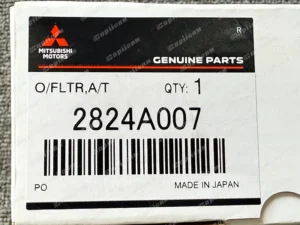 MITSUBISHI
MOTORS
R
GENUINE PARTS
O/FLTR,A/T QTY: 1
2824A007
PO MADE IN JAPAN